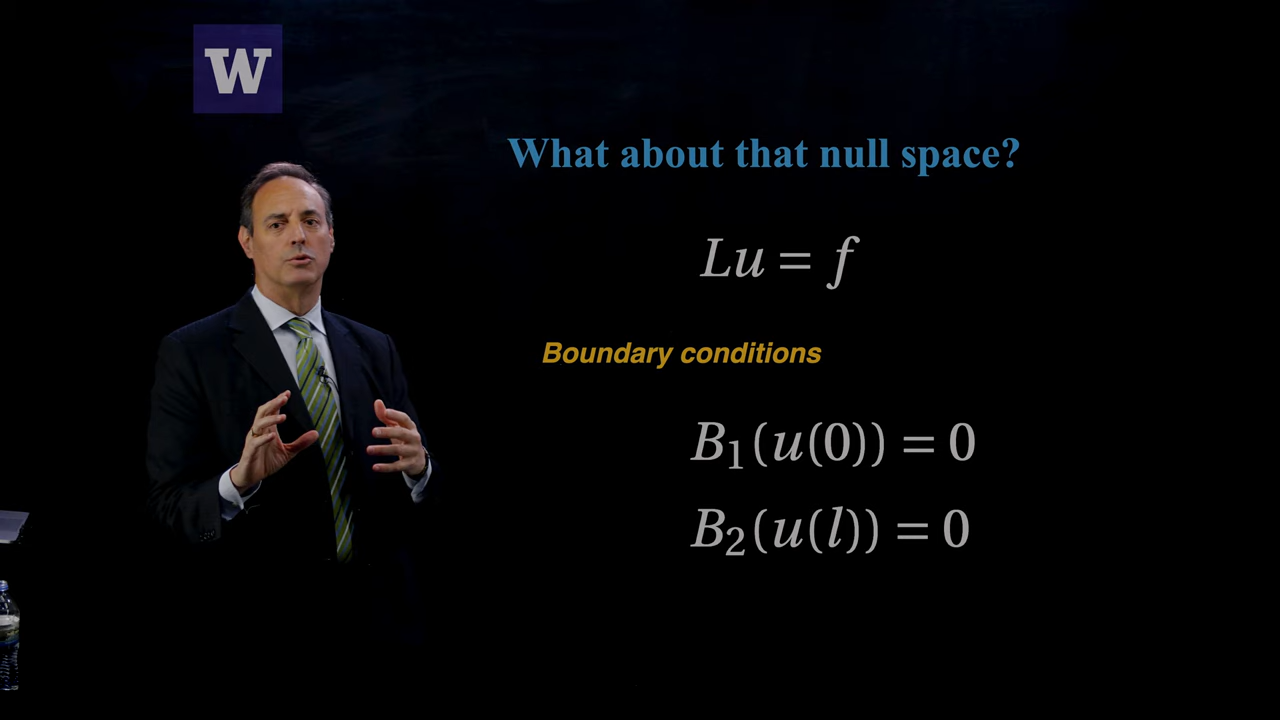 W
What about that null space?
Lu = f
Boundary conditions
B₁(u(0)) = 0
B₂(u(l)) = 0